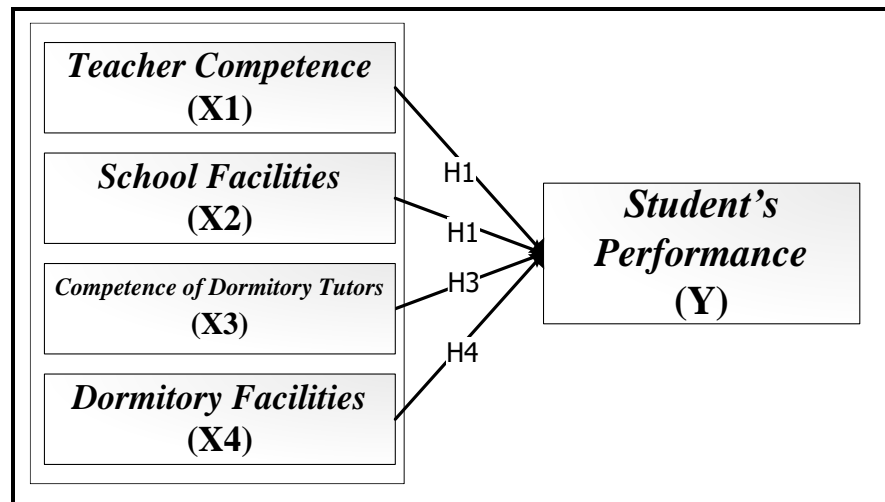 Teacher Competence
(X1)
School Facilities
(X2)
Competence of Dormitory Tutors
(X3)
Dormitory Facilities
(X4)
H1
H1
H3
H4
Student's
Performance
(Y)